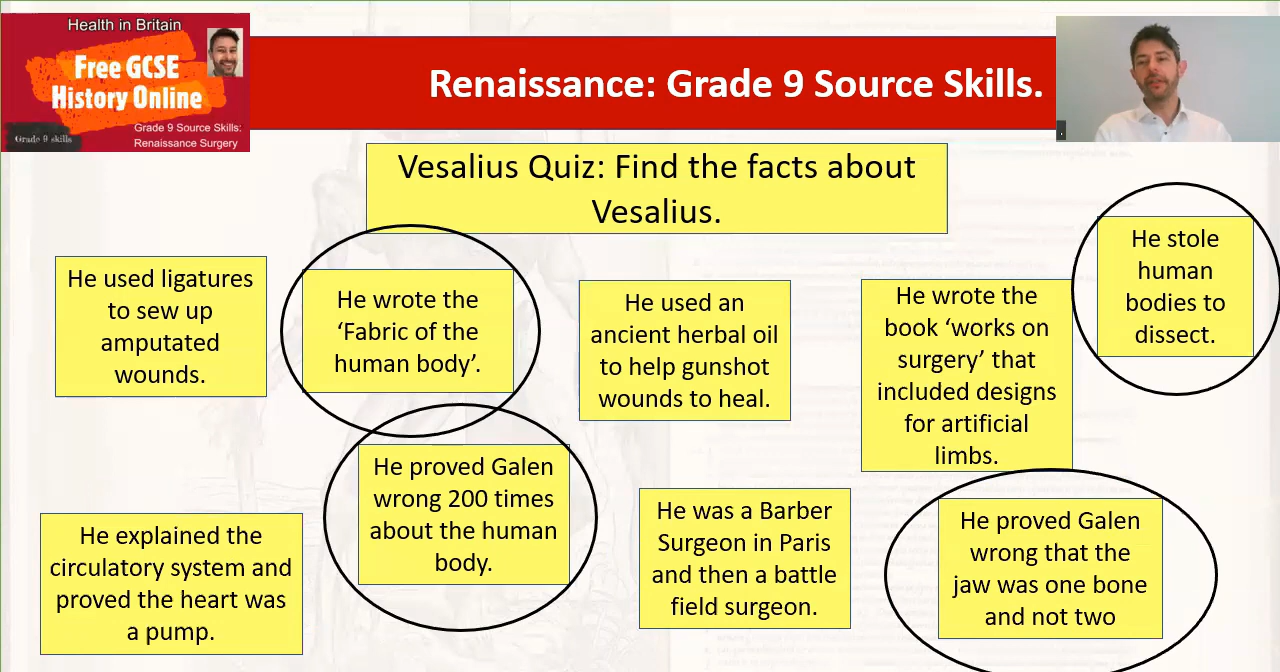 Health in Britain
Free GCSE
History Online
Grade 9 skills
Grade 9 Source Skills:
Renaissance Surgery
Renaissance: Grade 9 Source Skills.
Vesalius Quiz: Find the facts about
Vesalius.
He used ligatures
to sew up
amputated
wounds.
He wrote the
‘Fabric of the
human body’.
He used an
ancient herbal oil
to help gunshot
wounds to heal.
He wrote the
book ‘works on
surgery’ that
included designs
for artificial
limbs.
He stole
human
bodies to
dissect.
He explained the
circulatory system and
proved the heart was
a pump.
He proved Galen
wrong 200 times
about the human
body.
He was a Barber
Surgeon in Paris
and then a battle
field surgeon.
He proved Galen
wrong that the
jaw was one bone
and not two